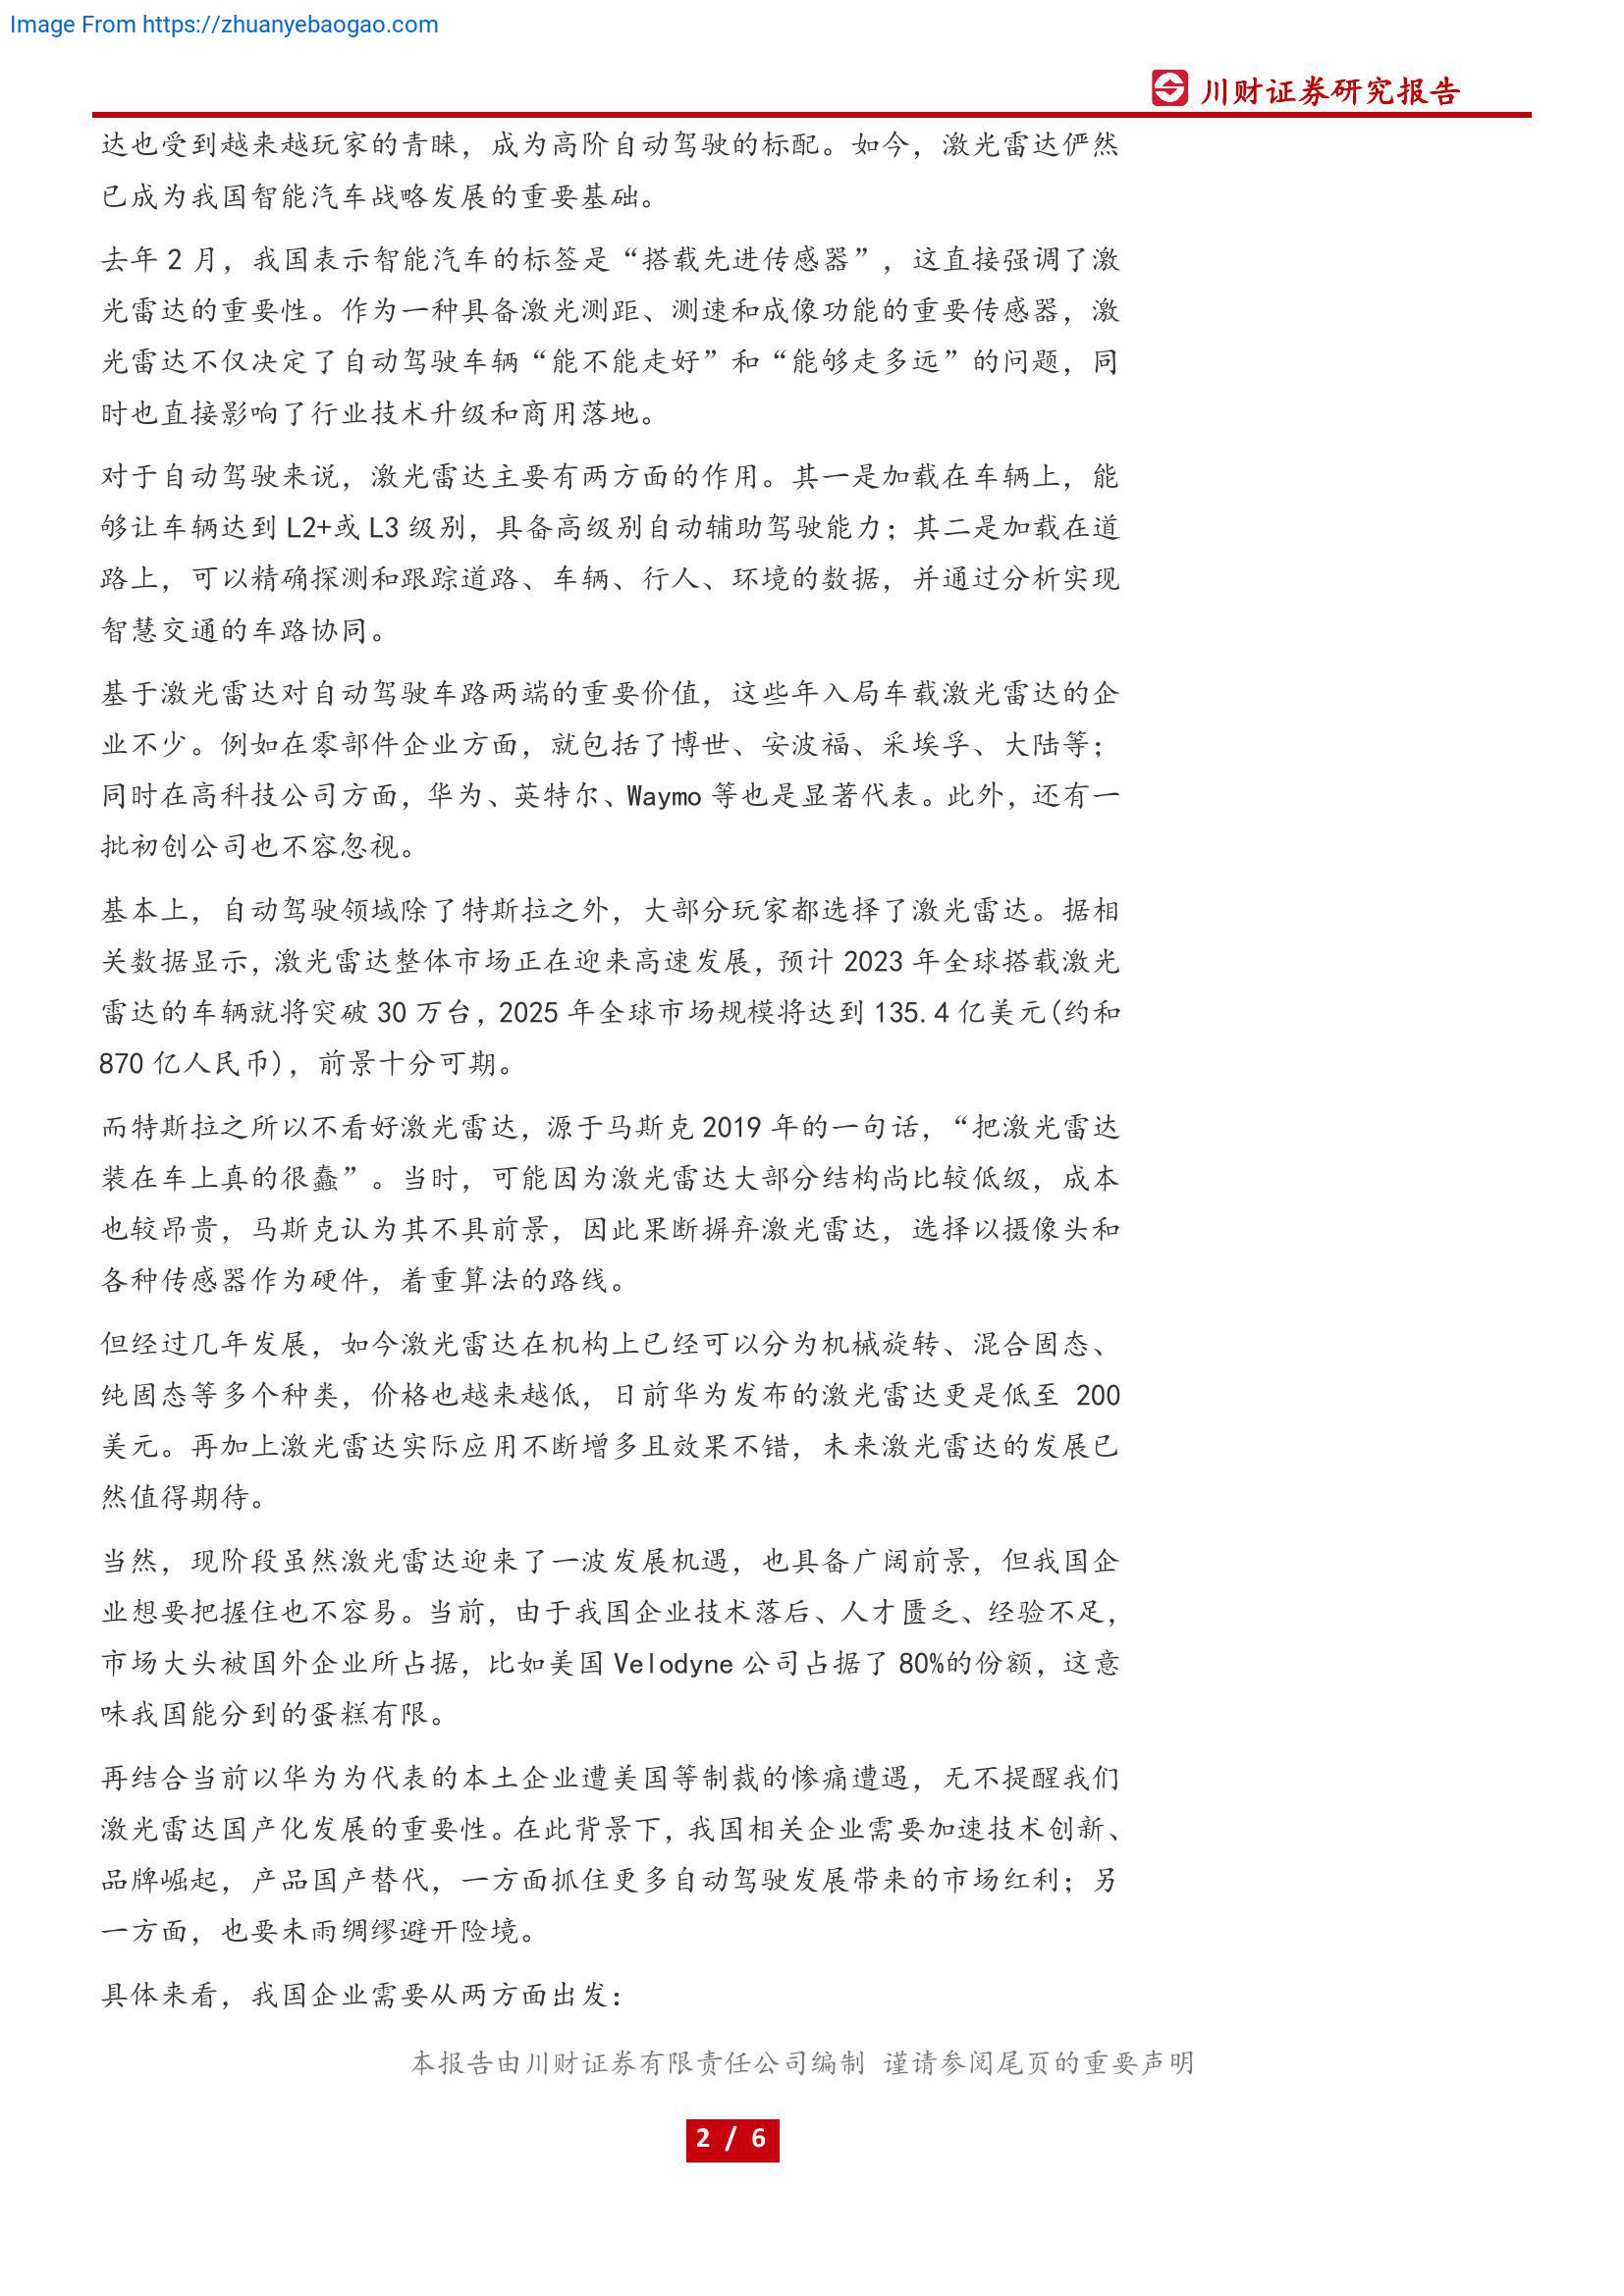 Image From https://zhuanyebaogao.com
川财证券研究报告
达也受到越来越玩家的青睐，成为高阶自动驾驶的标配。如今，激光雷达俨然
已成为我国智能汽车战略发展的重要基础。
去年 2 月，我国表示智能汽车的标签是“搭载先进传感器”，这直接强调了激
光雷达的重要性。作为一种具备激光测距、测速和成像功能的重要传感器，激
光雷达不仅决定了自动驾驶车辆“能不能走好”和“能够走多远”的问题，同
时也直接影响了行业技术升级和商用落地。
对于自动驾驶来说，激光雷达主要有两方面的作用。其一是加载在车辆上，能
够让车辆达到 L2+或 L3 级别，具备高级别自动辅助驾驶能力；其二是加载在道
路上，可以精确探测和跟踪道路、车辆、行人、环境的数据，并通过分析实现
智慧交通的车路协同。
基于激光雷达对自动驾驶车路两端的重要价值，这些年入局车载激光雷达的企
业不少。例如在零部件企业方面，就包括了博世、安波福、采埃孚、大陆等；
同时在高科技公司方面，华为、英特尔、Waymo 等也是显著代表。此外，还有一
批初创公司也不容忽视。
基本上，自动驾驶领域除了特斯拉之外，大部分玩家都选择了激光雷达。据相
关数据显示，激光雷达整体市场正在迎来高速发展，预计 2023 年全球搭载激光
雷达的车辆就将突破 30 万台，2025 年全球市场规模将达到 135.4 亿美元(约和
870 亿人民币)，前景十分可期。
而特斯拉之所以不看好激光雷达，源于马斯克 2019 年的一句话，“把激光雷达
装在车上真的很蠢”。当时，可能因为激光雷达大部分结构尚比较低级，成本
也较昂贵，马斯克认为其不具前景，因此果断摒弃激光雷达，选择以摄像头和
各种传感器作为硬件，着重算法的路线。
但经过几年发展，如今激光雷达在机构上已经可以分为机械旋转、混合固态、
纯固态等多个种类，价格也越来越低，日前华为发布的激光雷达更是低至 200
美元。再加上激光雷达实际应用不断增多且效果不错，未来激光雷达的发展已
然值得期待。
当然，现阶段虽然激光雷达迎来了一波发展机遇，也具备广阔前景，但我国企
业想要把握住也不容易。当前，由于我国企业技术落后、人才匮乏、经验不足，
市场大头被国外企业所占据，比如美国 Velodyne 公司占据了 80%的份额，这意
味我国能分到的蛋糕有限。
再结合当前以华为为代表的本土企业遭美国等制裁的惨痛遭遇，无不提醒我们
激光雷达国产化发展的重要性。在此背景下，我国相关企业需要加速技术创新、
品牌崛起，产品国产替代，一方面抓住更多自动驾驶发展带来的市场红利；另
一方面，也要未雨绸缪避开险境。
具体来看，我国企业需要从两方面出发：
本报告由川财证券有限责任公司编制 谨请参阅尾页的重要声明
2 / 6